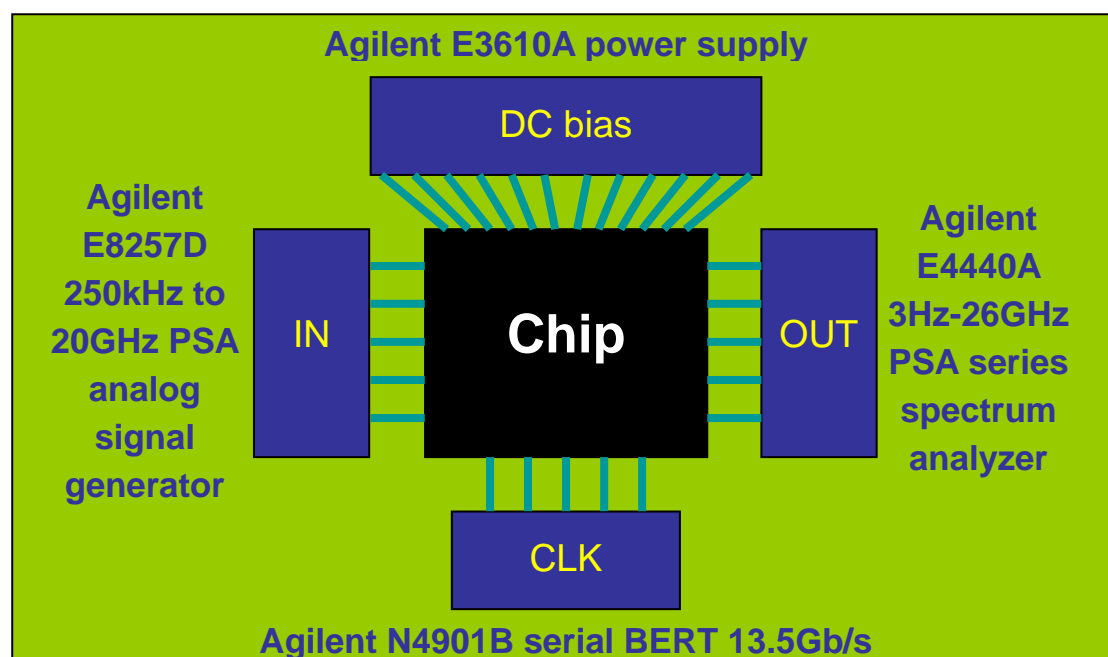 Agilent E3610A power supply
DC bias
Agilent
E8257D
250kHz to
20GHz PSA
analog
signal
generator
IN
Chip
OUT
Agilent
E4440A
3Hz-26GHz
PSA series
spectrum
analyzer
CLK
Agilent N4901B serial BERT 13.5Gb/s